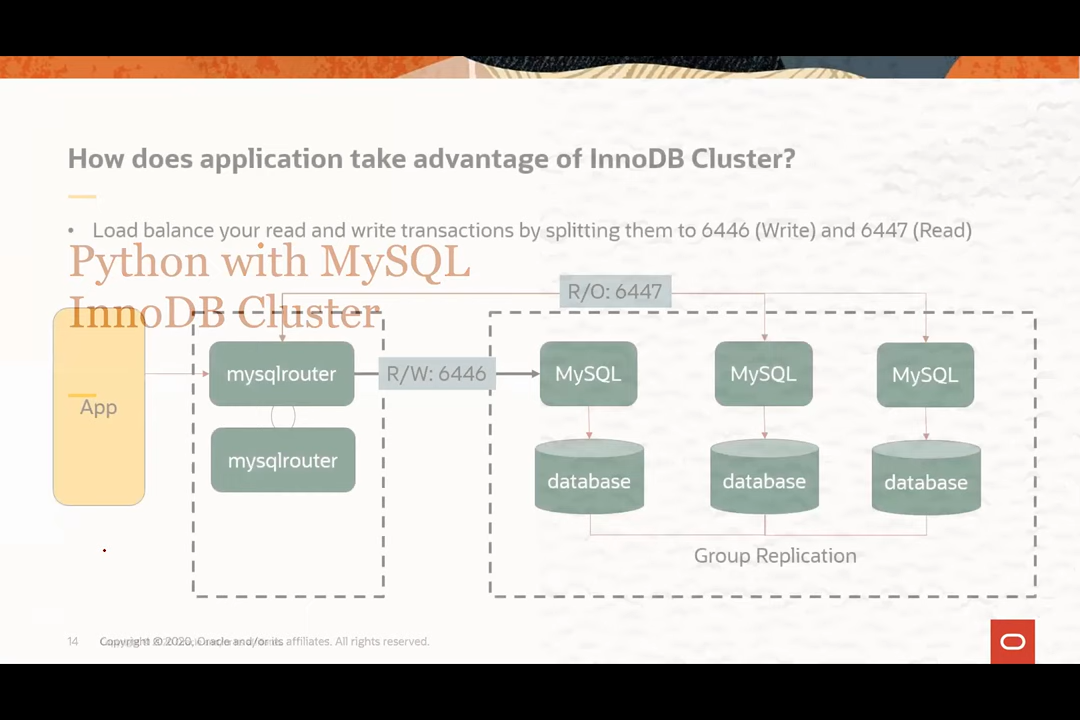 How does application take advantage of InnoDB Cluster?
• Load balance your read and write transactions by splitting them to 6446 (Write) and 6447 (Read)
Python with MySQL
InnoDB Cluster
R/O: 6447
App
mysqlrouter
R/W: 6446
MySQL
MySQL
MySQL
mysqlrouter
database
database
database
Group Replication
14 Copyright © 2020, Oracle and/or its affiliates. All rights reserved.